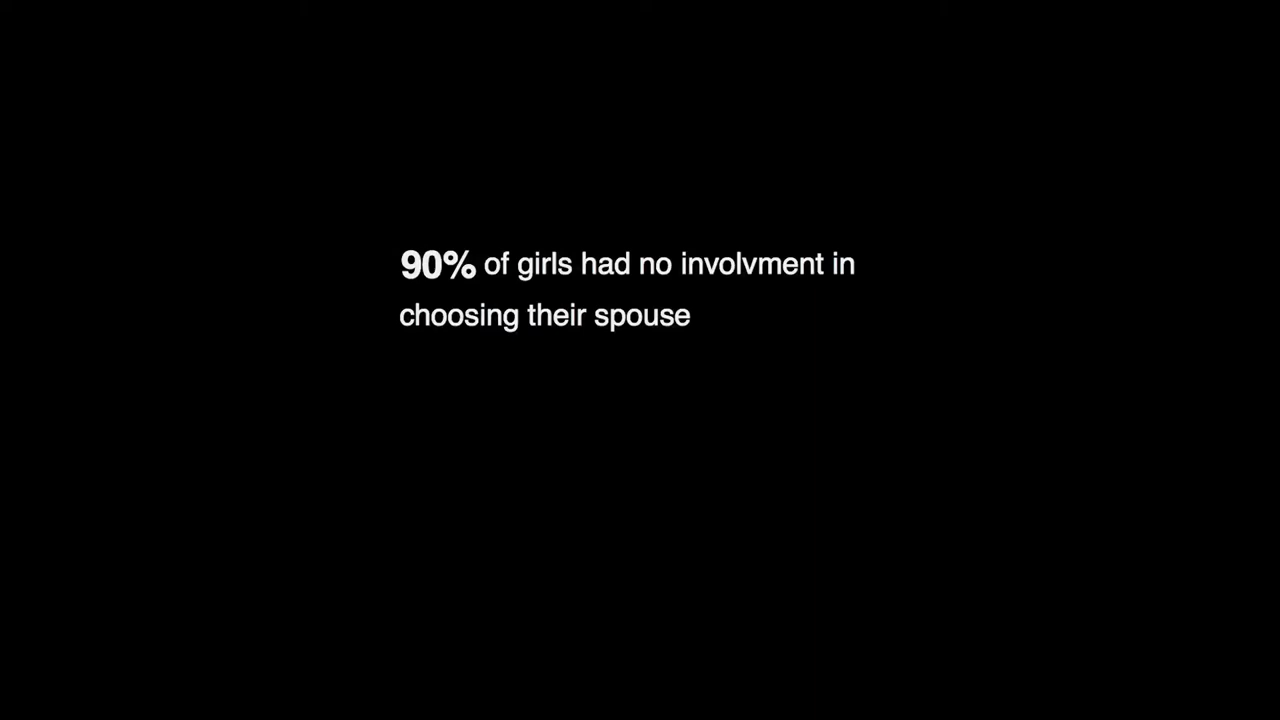 90% of girls had no involvment in
choosing their spouse